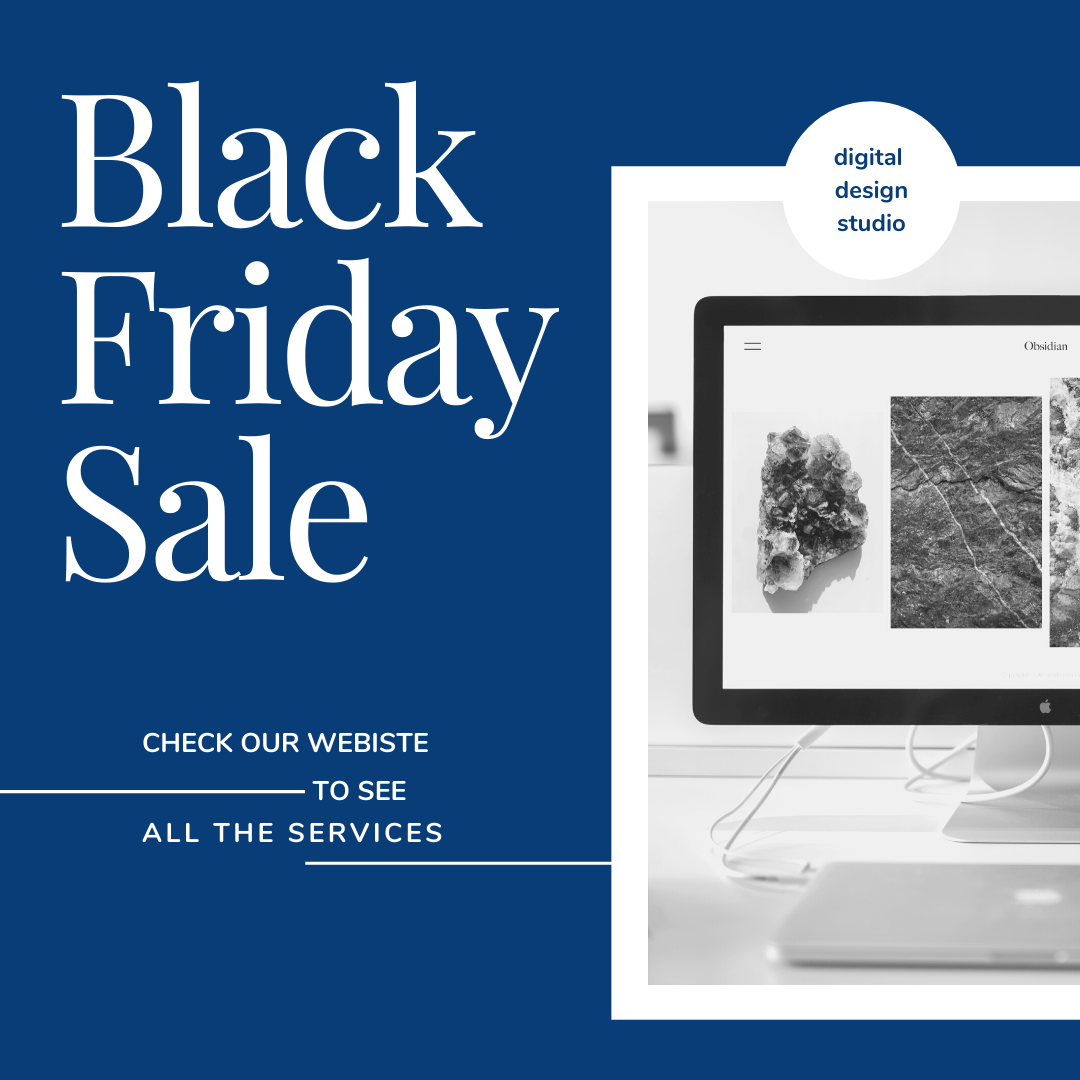 Black
Friday
Sale
digital
design
studio
Obsidian
CHECK OUR WEBISTE
TO SEE
ALL THE SERVICES